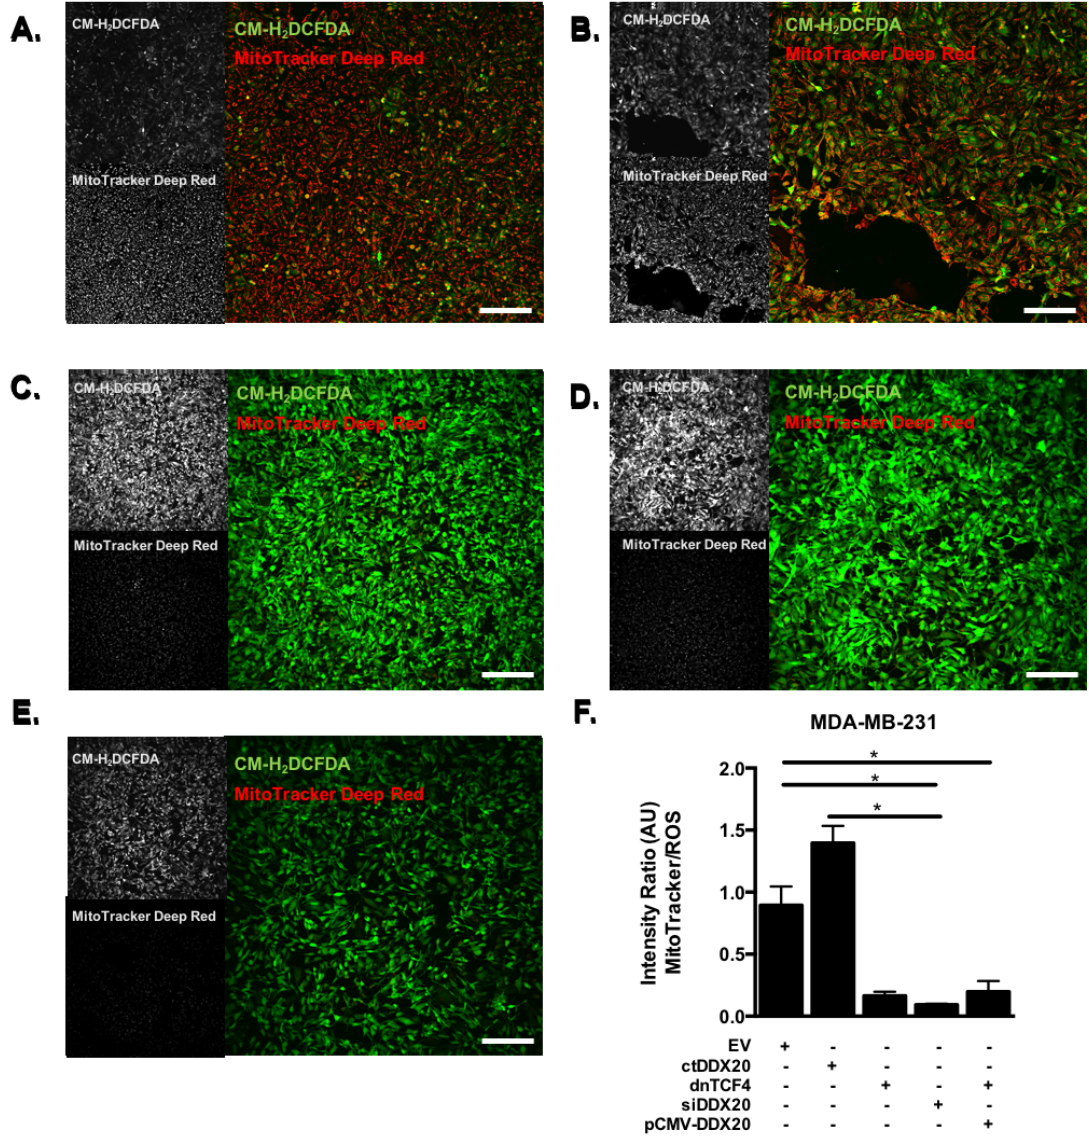 A.
CM-H₂DCFDA
MitoTracker Deep Red
CM-H₂DCFDA
MitoTracker Deep Red
B.
CM-H₂DCFDA
MitoTracker Deep Red
CM-H₂DCFDA
MitoTracker Deep Red
C.
CM-H₂DCFDA
MitoTracker Deep Red
CM-H₂DCFDA
MitoTracker Deep Red
D.
CM-H₂DCFDA
MitoTracker Deep Red
CM-H₂DCFDA
MitoTracker Deep Red
E.
CM-H₂DCFDA
MitoTracker Deep Red
CM-H₂DCFDA
MitoTracker Deep Red
F.
MDA-MB-231
Intensity Ratio (AU)
MitoTracker/ROS
2.0
1.5
1.0
0.5
0.0
*
*
*
EV + - - - -
ctDDX20 - + - - -
dnTCF4 - - + - +
siDDX20 - - - + -
pCMV-DDX20 - - - - +